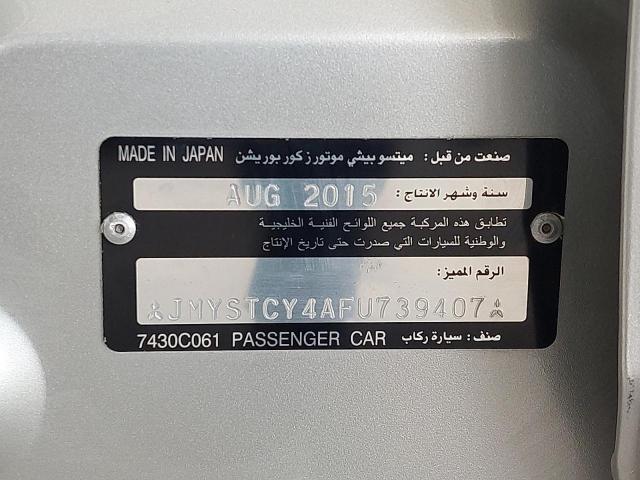 صنعت من قبل: ميتسوبيشي موتورز كوربوريشن MADE IN JAPAN
سنة وشهر الانتاج: AUG 2015
تطابق هذه المركبة جميع اللوائح الفنية الخليجية
والوطنية للسيارات التي صدرت حتى تاريخ الإنتاج
الرقم المميز:
JMYSTCY4AFU739407
صنف: سيارة ركاب 7430C061 PASSENGER CAR